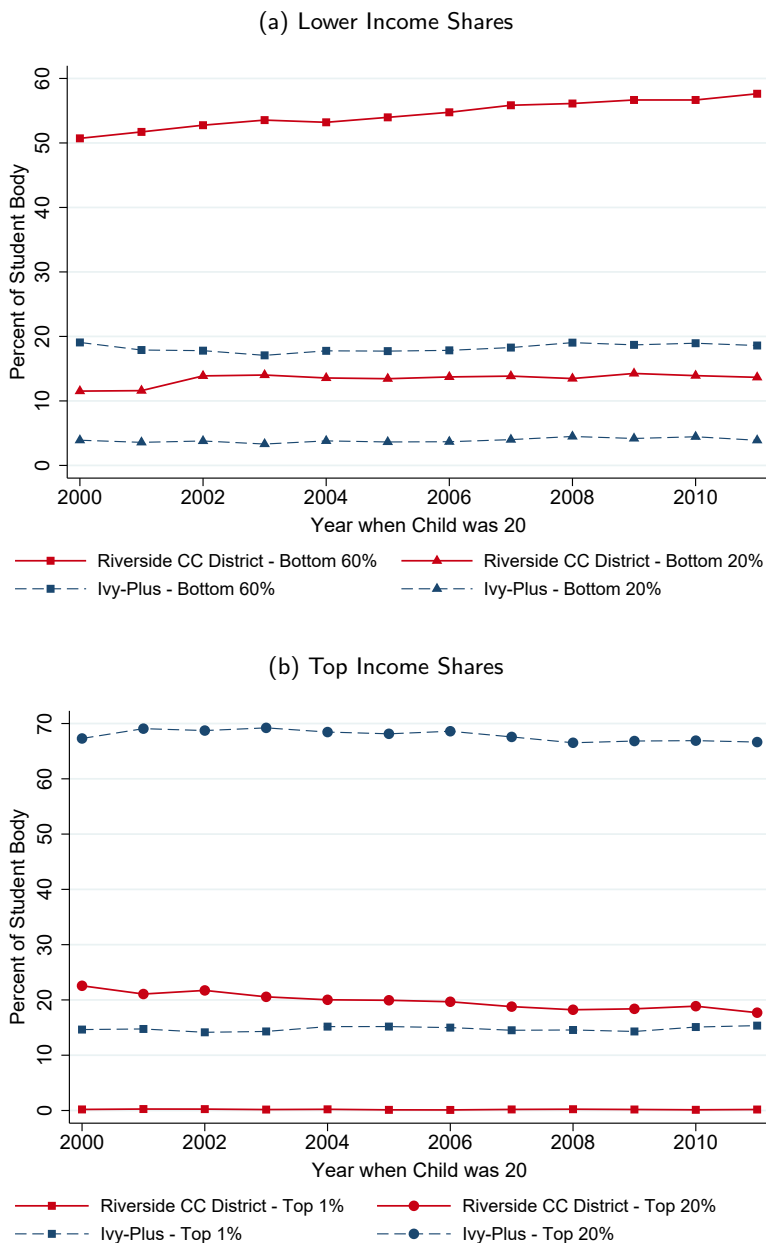 (a) Lower Income Shares
Percent of Student Body
60
50
40
30
20
10
0
2000 2002 2004 2006 2008 2010
Year when Child was 20
Riverside CC District - Bottom 60% Riverside CC District - Bottom 20%
Ivy-Plus - Bottom 60% Ivy-Plus - Bottom 20%
(b) Top Income Shares
Percent of Student Body
70
60
50
40
30
20
10
0
2000 2002 2004 2006 2008 2010
Year when Child was 20
Riverside CC District - Top 1% Riverside CC District - Top 20%
Ivy-Plus - Top 1% Ivy-Plus - Top 20%